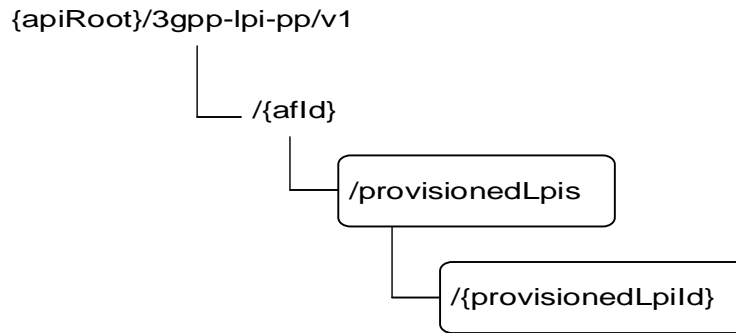 {apiRoot}/3gpp-lpi-pp/v1
/{afId}
/provisionedLpis
/{provisionedLpiId}